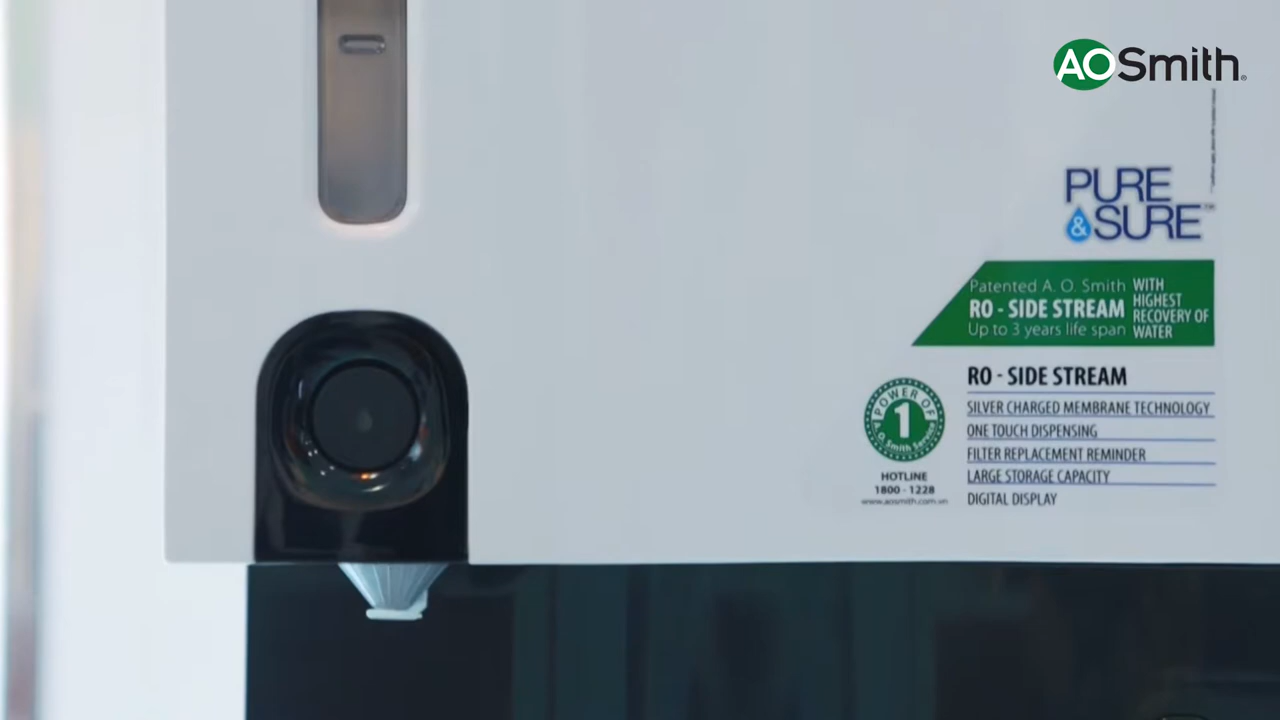 AOSmith®
PURE
& SURE™
Patented A. O. Smith
RO - SIDE STREAM
Up to 3 years life span
WITH
HIGHEST
RECOVERY OF
WATER
RO - SIDE STREAM
SILVER CHARGED MEMBRANE TECHNOLOGY
ONE TOUCH DISPENSING
FILTER REPLACEMENT REMINDER
LARGE STORAGE CAPACITY
DIGITAL DISPLAY
POWER OF
1
A. O. Smith Service
HOTLINE
1800 - 1228
www.aosmith.com.vn